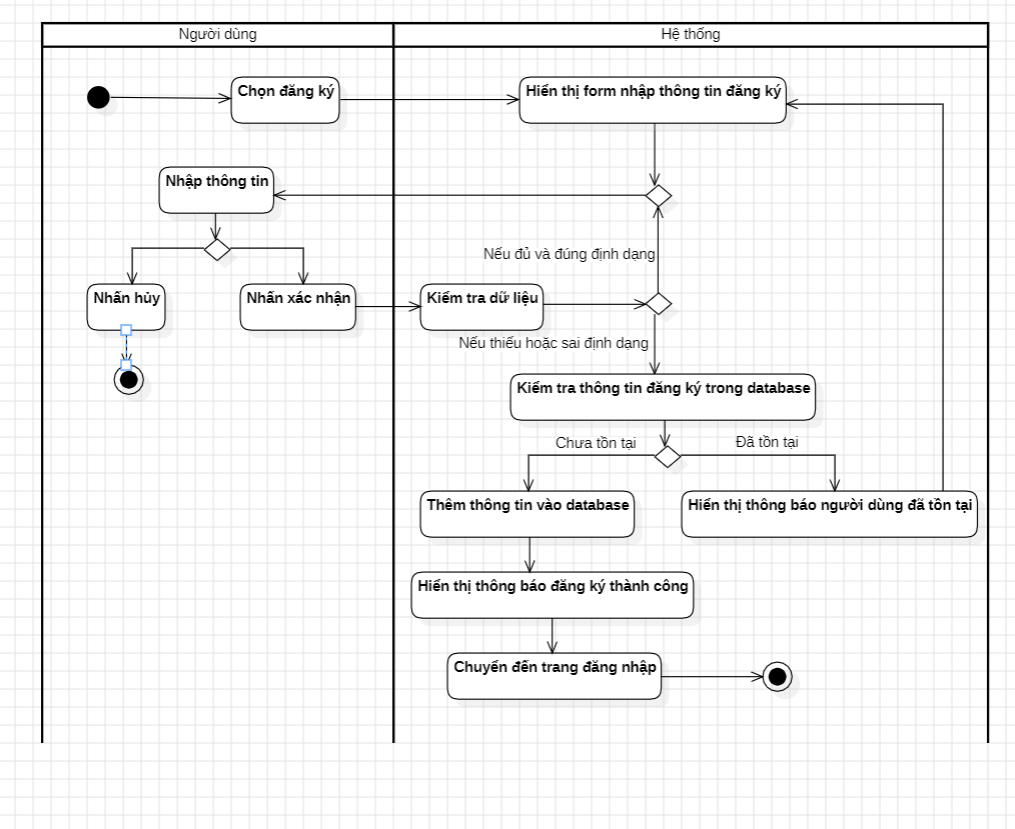 Người dùng
Hệ thống
Chọn đăng ký
Hiển thị form nhập thông tin đăng ký
Nhập thông tin
Nếu đủ và đúng định dạng
Nhấn hủy
Nhấn xác nhận
Kiểm tra dữ liệu
Nếu thiếu hoặc sai định dạng
Kiểm tra thông tin đăng ký trong database
Chưa tồn tại
Đã tồn tại
Thêm thông tin vào database
Hiển thị thông báo người dùng đã tồn tại
Hiển thị thông báo đăng ký thành công
Chuyển đến trang đăng nhập